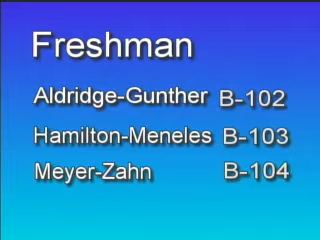 Freshman
Aldridge-Gunther B-102
Hamilton-Meneles B-103
Meyer-Zahn B-104